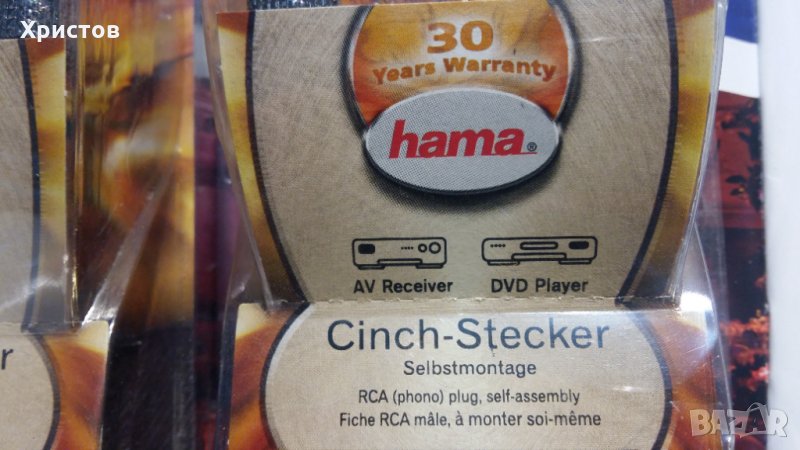 Христов
30
Years Warranty
hama®
AV Receiver
DVD Player
Cinch-Stecker
Selbstmontage
RCA (phono) plug, self-assembly
Fiche RCA mâle, à monter soi-même
r
BAZAR